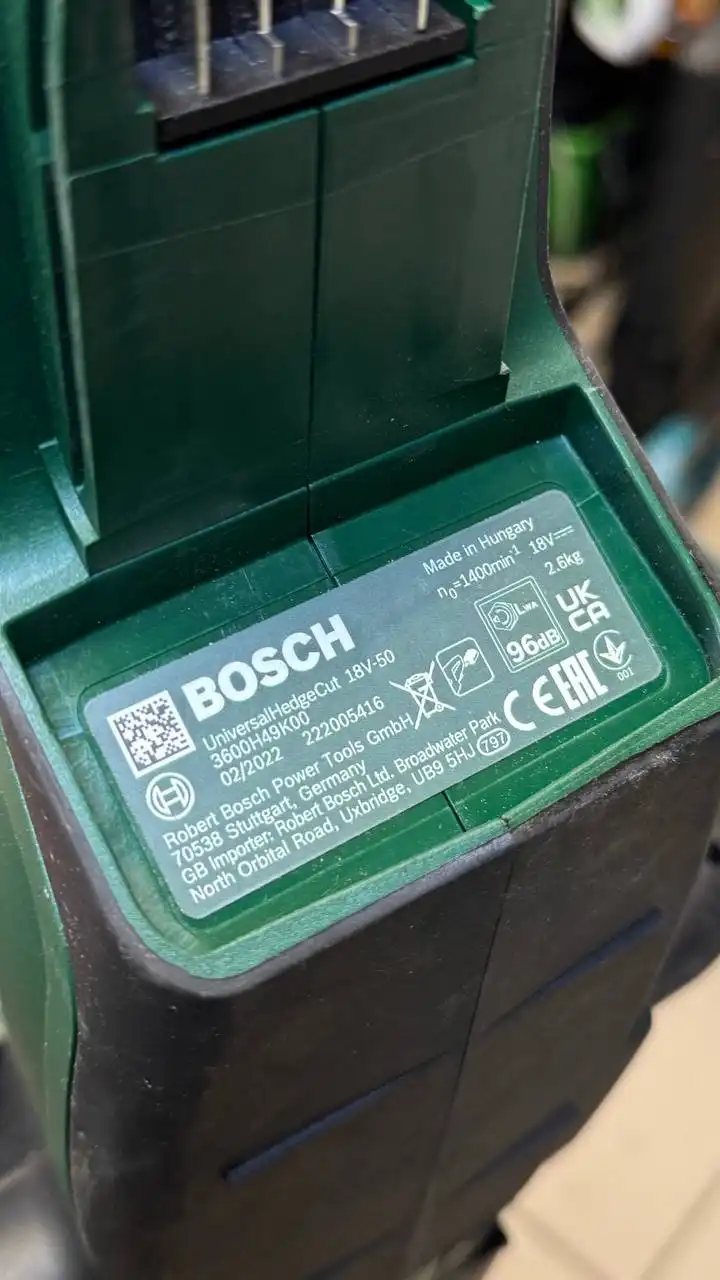 BOSCH
UniversalHedgeCut 18V-50
3600H49K00
02/2022 222005416
Made in Hungary
n0=1400min-1 18V⎓
2.6kg
LWA
96dB
UK
CA
CE EAC
001
H
Robert Bosch Power Tools GmbH
70538 Stuttgart, Germany
GB Importer: Robert Bosch Ltd. Broadwater Park
North Orbital Road, Uxbridge, UB9 5HJ 797